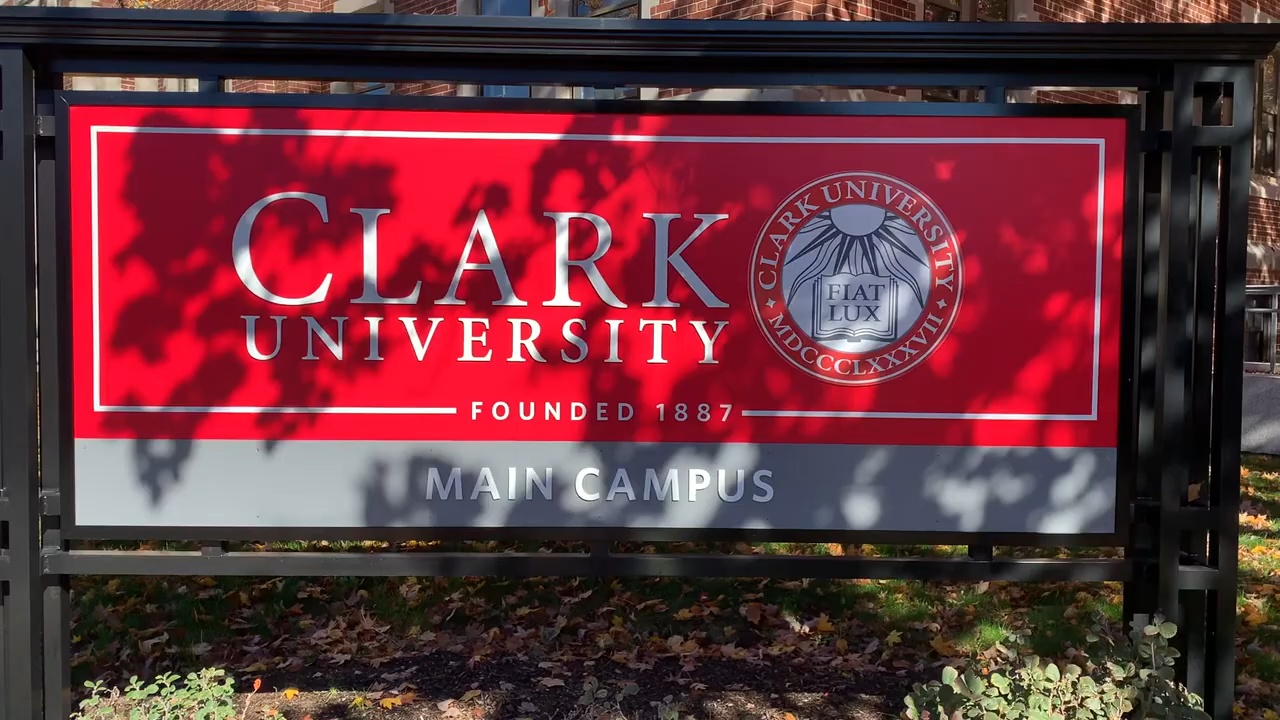 CLARK
UNIVERSITY
CLARK UNIVERSITY
FIAT
LUX
MDCCCLXXXVII
FOUNDED 1887
MAIN CAMPUS